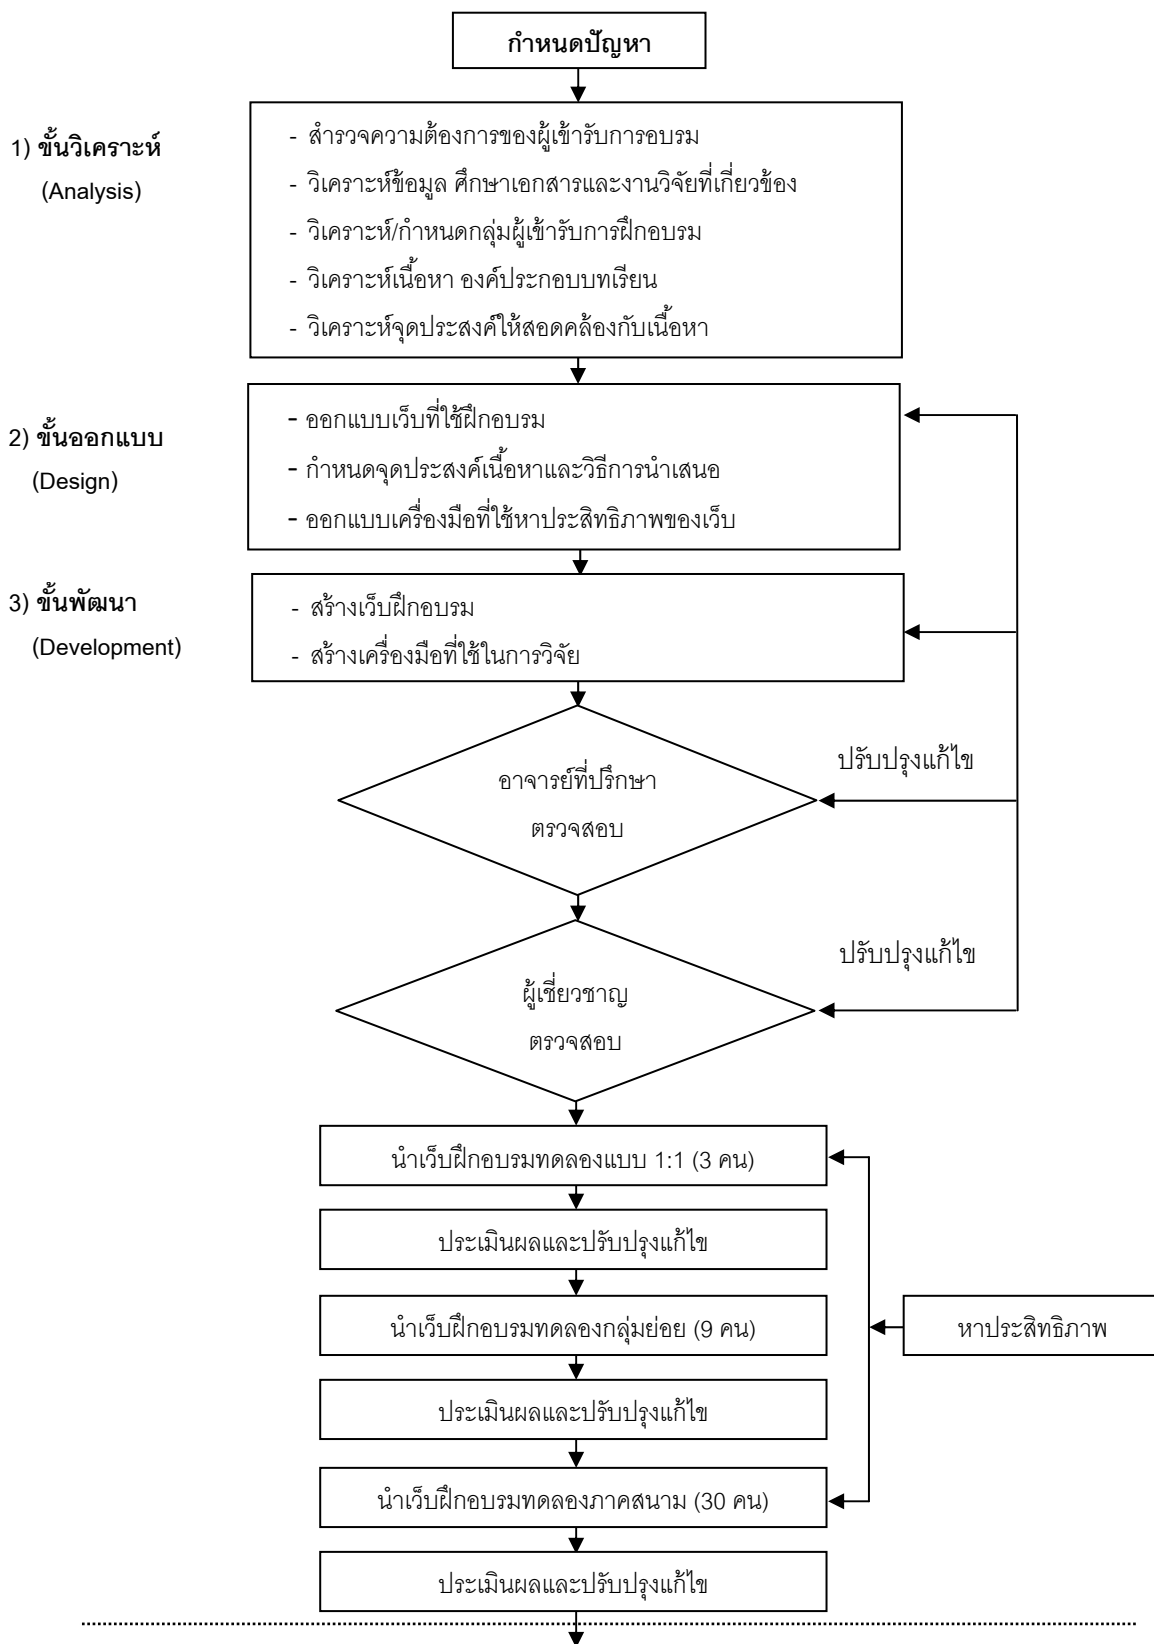 กำหนดปัญหา
1) ขั้นวิเคราะห์
(Analysis)
- สำรวจความต้องการของผู้เข้ารับการอบรม
- วิเคราะห์ข้อมูล ศึกษาเอกสารและงานวิจัยที่เกี่ยวข้อง
- วิเคราะห์/กำหนดกลุ่มผู้เข้ารับการฝึกอบรม
- วิเคราะห์เนื้อหา องค์ประกอบบทเรียน
- วิเคราะห์จุดประสงค์ให้สอดคล้องกับเนื้อหา
2) ขั้นออกแบบ
(Design)
- ออกแบบเว็บที่ใช้ฝึกอบรม
- กำหนดจุดประสงค์เนื้อหาและวิธีการนำเสนอ
- ออกแบบเครื่องมือที่ใช้หาประสิทธิภาพของเว็บ
3) ขั้นพัฒนา
(Development)
- สร้างเว็บฝึกอบรม
- สร้างเครื่องมือที่ใช้ในการวิจัย
อาจารย์ที่ปรึกษา
ตรวจสอบ
ปรับปรุงแก้ไข
ผู้เชี่ยวชาญ
ตรวจสอบ
ปรับปรุงแก้ไข
นำเว็บฝึกอบรมทดลองแบบ 1:1 (3 คน)
ประเมินผลและปรับปรุงแก้ไข
นำเว็บฝึกอบรมทดลองกลุ่มย่อย (9 คน)
หาประสิทธิภาพ
ประเมินผลและปรับปรุงแก้ไข
นำเว็บฝึกอบรมทดลองภาคสนาม (30 คน)
ประเมินผลและปรับปรุงแก้ไข